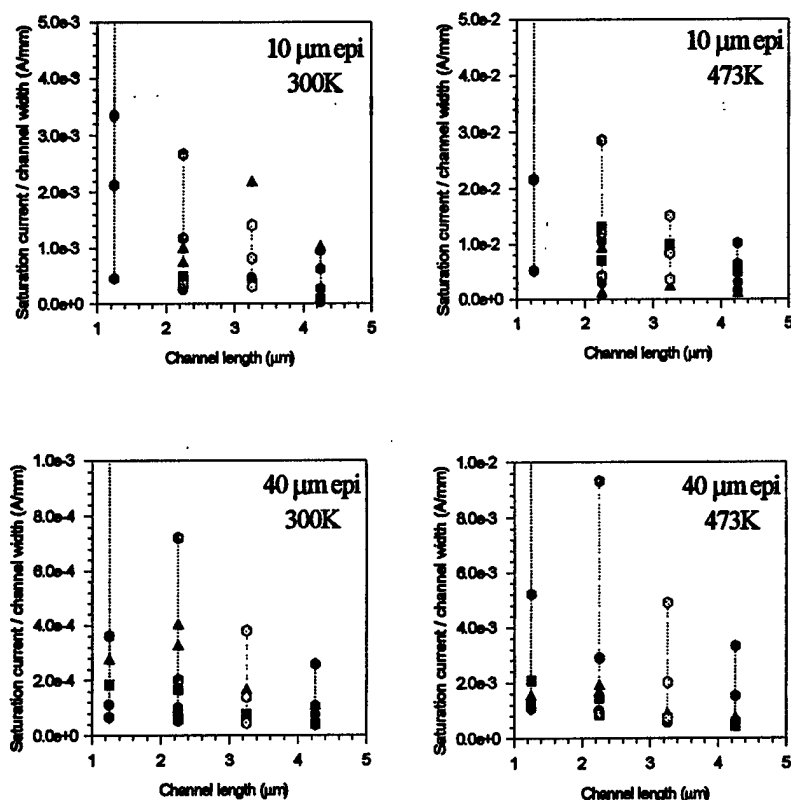 5.0e-3
4.0e-3
3.0e-3
2.0e-3
1.0e-3
0.0e+0
Saturation current / channel width (A/mm)
10 µm epi
300K
1 2 3 4 5
Channel length (µm)
5.0e-2
4.0e-2
3.0e-2
2.0e-2
1.0e-2
0.0e+0
Saturation current / channel width (A/mm)
10 µm epi
473K
1 2 3 4 5
Channel length (µm)
1.0e-3
8.0e-4
6.0e-4
4.0e-4
2.0e-4
0.0e+0
Saturation current / channel width (A/mm)
40 µm epi
300K
1 2 3 4 5
Channel length (µm)
1.0e-2
8.0e-3
6.0e-3
4.0e-3
2.0e-3
0.0e+0
Saturation current / channel width (A/mm)
40 µm epi
473K
1 2 3 4 5
Channel length (µm)